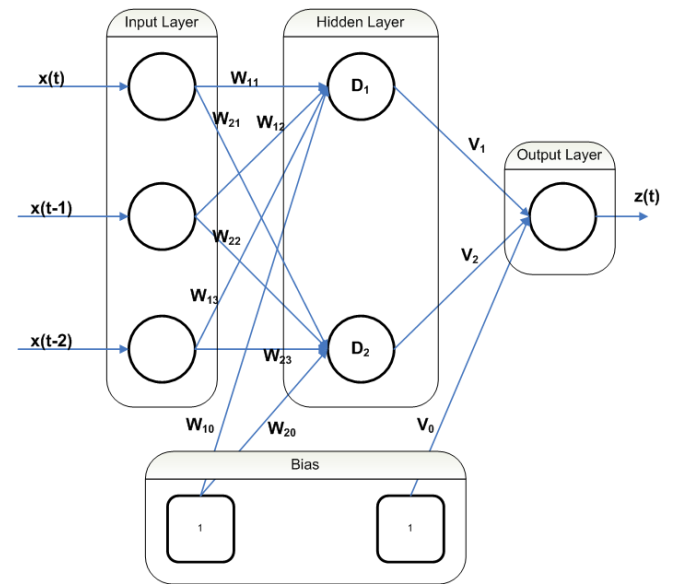 Input Layer
Hidden Layer
x(t)
W₁₁
D₁
W₂₁
W₁₂
V₁
Output Layer
x(t-1)
z(t)
W₂₂
V₂
W₁₃
x(t-2)
W₂₃
D₂
W₁₀
W₂₀
V₀
Bias
1
1